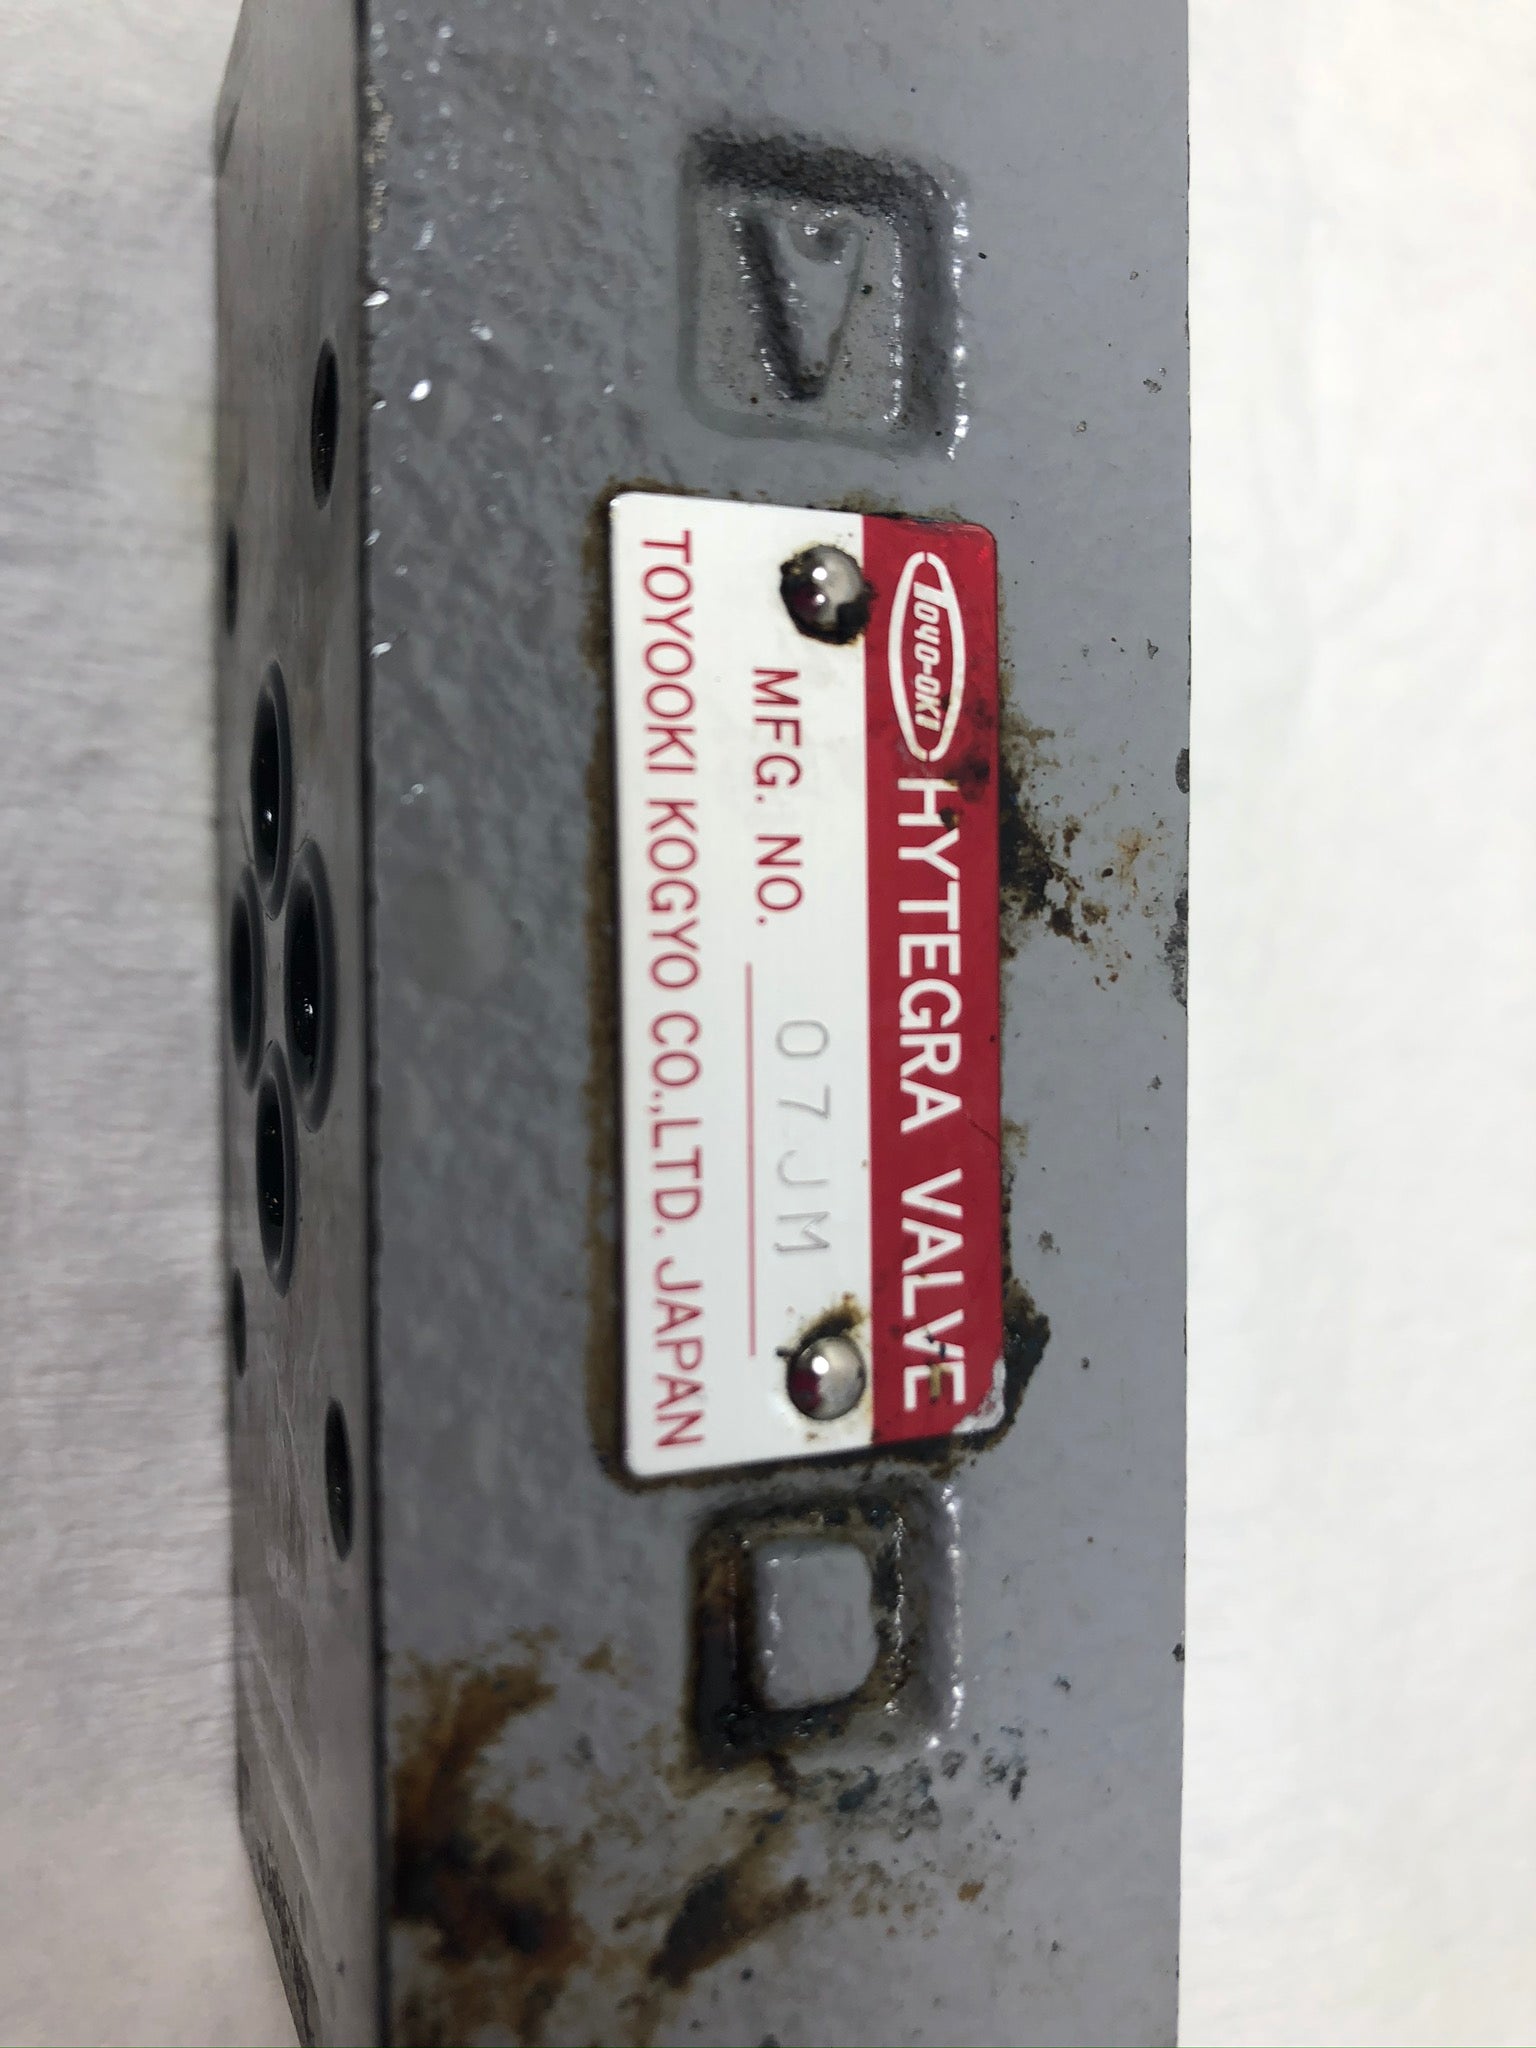 TOYO-OKI HYTEGRA VALVE
MFG. NO. 07JM
TOYOOKI KOGYO CO.,LTD. JAPAN